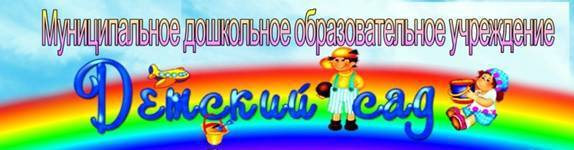 Муниципальное дошкольное образовательное учреждение
Детский сад